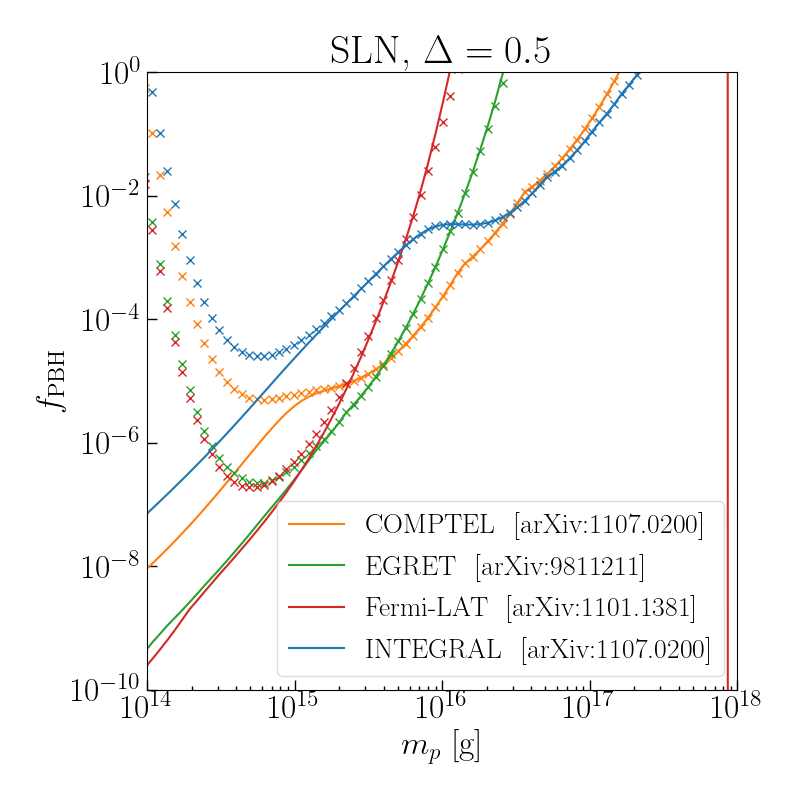 SLN, Δ = 0.5
10^0
10^−2
10^−4
10^−6
10^−8
10^−10
f_PBH
COMPTEL [arXiv:1107.0200]
EGRET [arXiv:9811211]
Fermi-LAT [arXiv:1101.1381]
INTEGRAL [arXiv:1107.0200]
10^14 10^15 10^16 10^17 10^18
m_p [g]